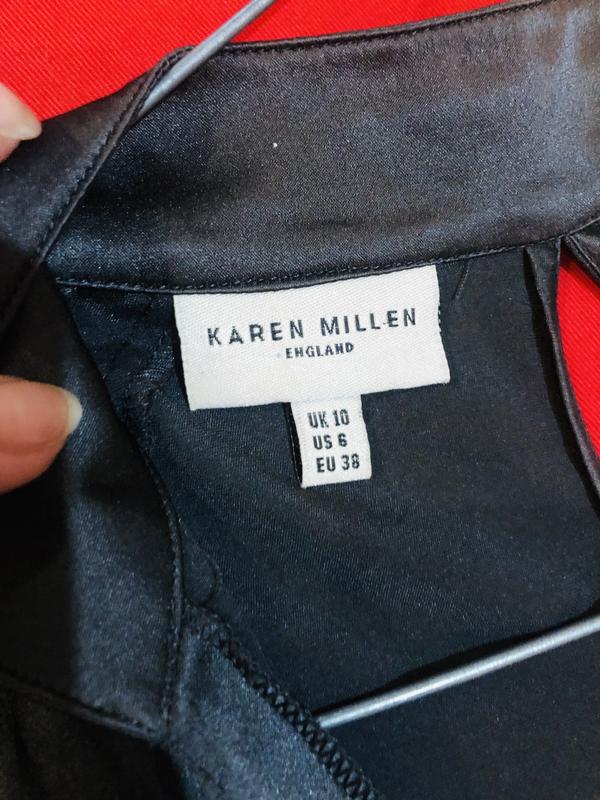 KAREN MILLEN
ENGLAND
UK 10
US 6
EU 38